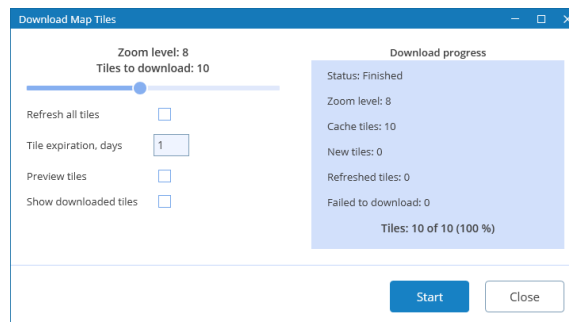 Download Map Tiles
Zoom level: 8
Tiles to download: 10
Refresh all tiles
Tile expiration, days
1
Preview tiles
Show downloaded tiles
Download progress
Status: Finished
Zoom level: 8
Cache tiles: 10
New tiles: 0
Refreshed tiles: 0
Failed to download: 0
Tiles: 10 of 10 (100 %)
Start
Close